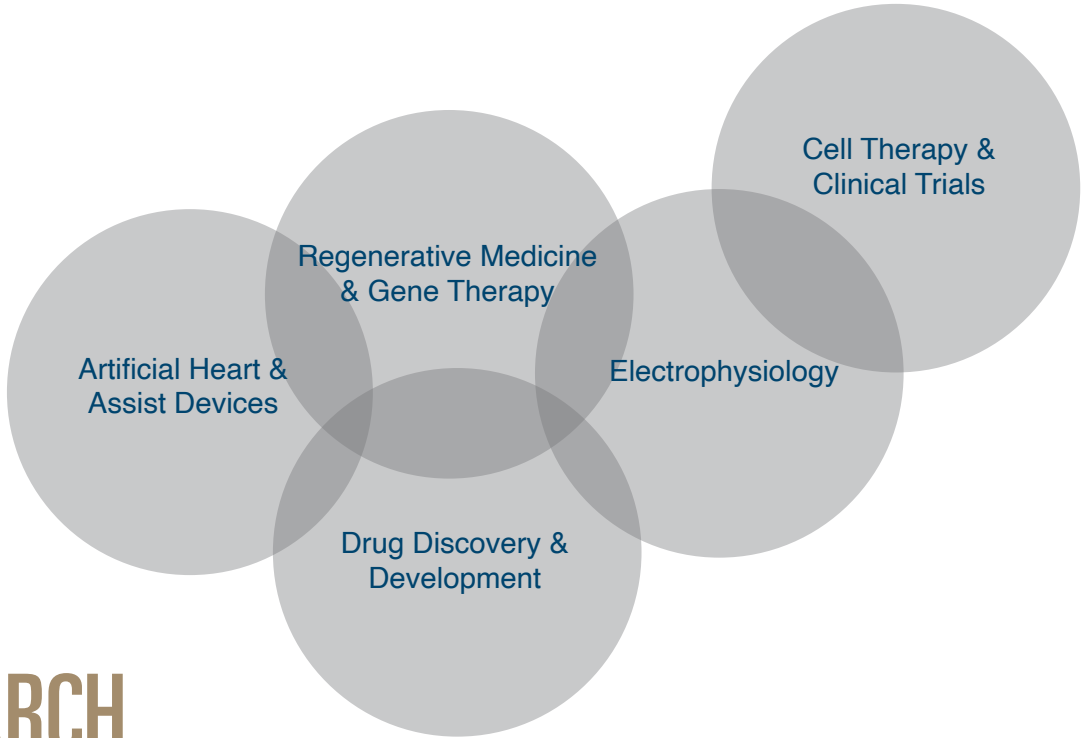 Cell Therapy &
Clinical Trials
Regenerative Medicine
& Gene Therapy
Artificial Heart &
Assist Devices
Electrophysiology
Drug Discovery &
Development
RCH